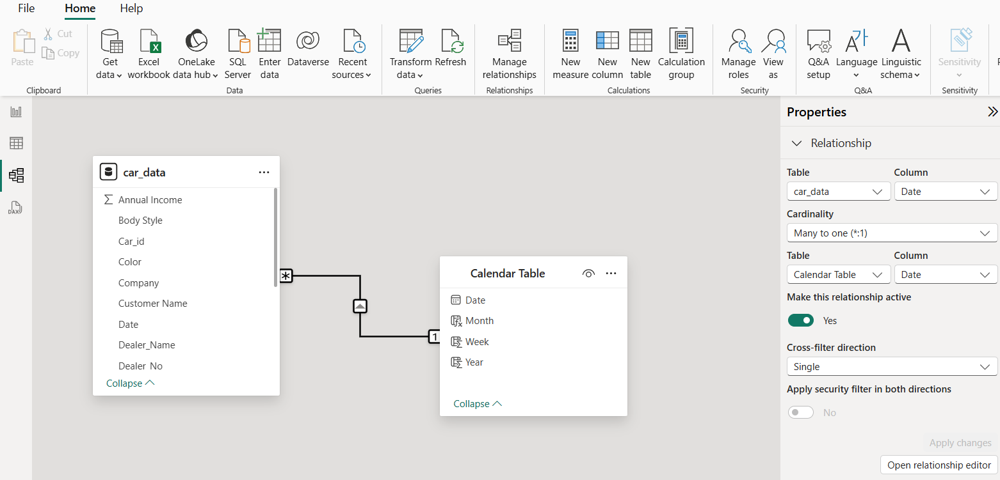 File Home Help
Cut
Copy
Paste
Clipboard
Get data
Excel workbook
OneLake data hub
SQL Server
Enter data
Dataverse
Recent sources
Data
Transform data
Refresh
Queries
Manage relationships
Relationships
New measure
New column
New table
Calculation group
Calculations
Manage roles
View as
Security
Q&A setup
Language
Linguistic schema
Q&A
Sensitivity
Sensitivity
DAX
car_data
Annual Income
Body Style
Car_id
Color
Company
Customer Name
Date
Dealer_Name
Dealer_No
Collapse
*
1
Calendar Table
Date
Month
Week
Year
Collapse
Properties
Relationship
Table Column
car_data Date
Cardinality
Many to one (*:1)
Table Column
Calendar Table Date
Make this relationship active
Yes
Cross-filter direction
Single
Apply security filter in both directions
No
Apply changes
Open relationship editor